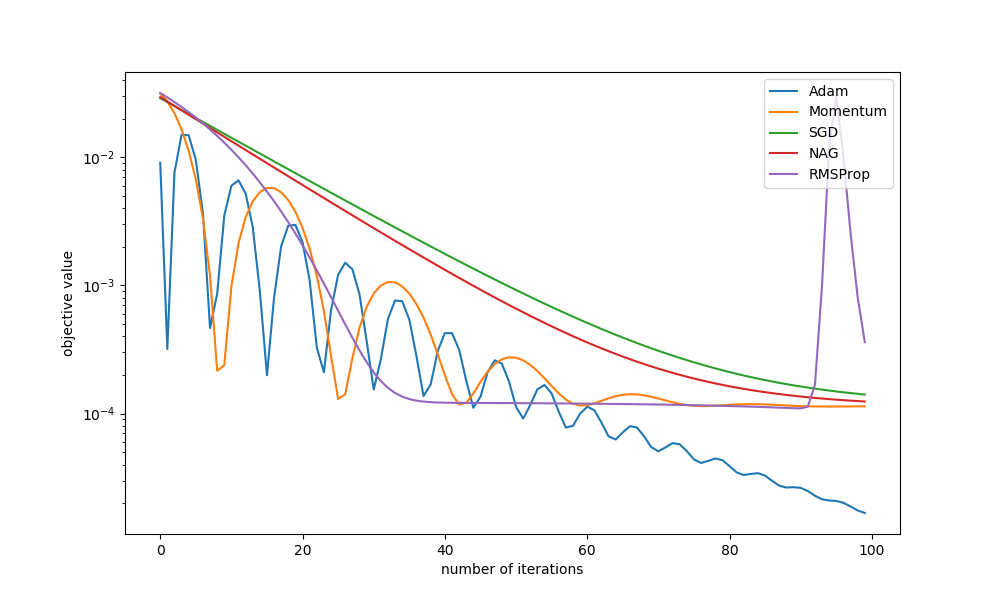 Adam
Momentum
SGD
NAG
RMSProp
10⁻²
10⁻³
10⁻⁴
objective value
0 20 40 60 80 100
number of iterations